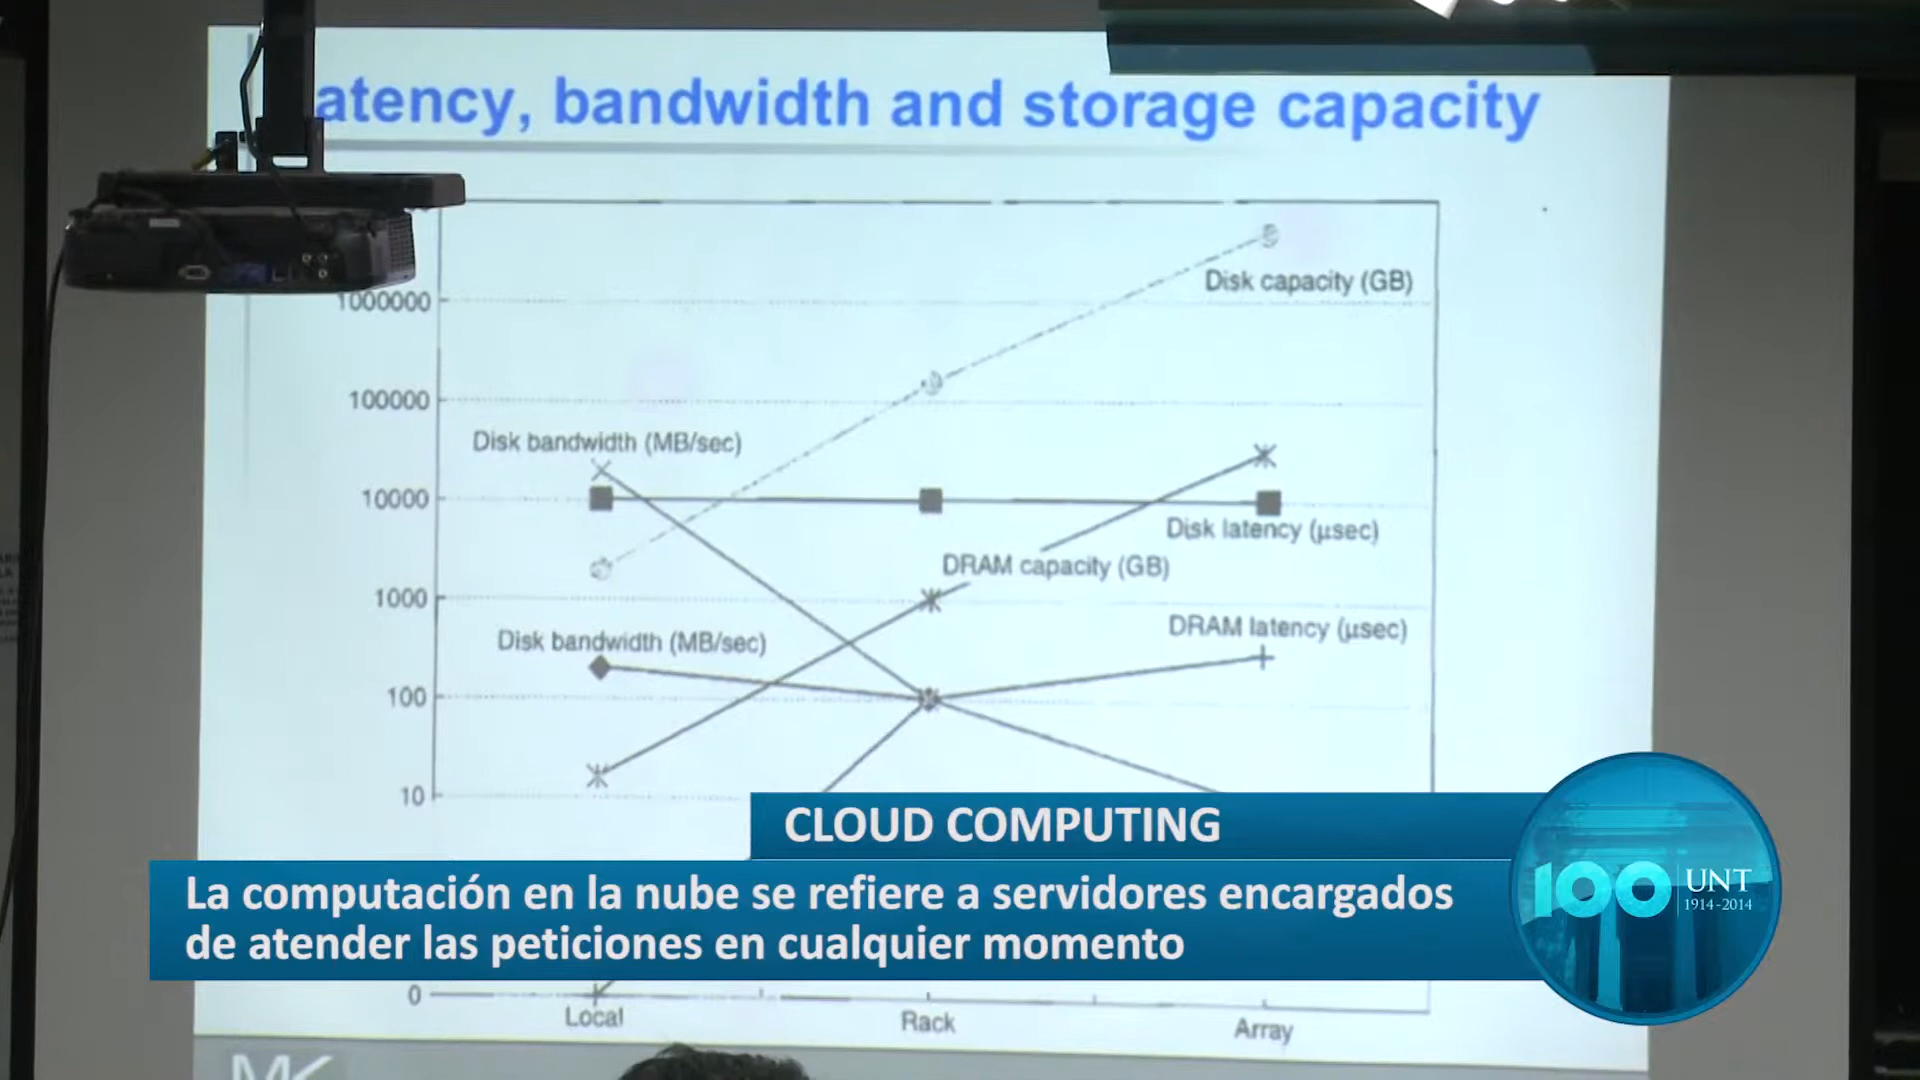 atency, bandwidth and storage capacity
Disk capacity (GB)
1000000
100000
Disk bandwidth (MB/sec)
10000
Disk latency (μsec)
DRAM capacity (GB)
1000
DRAM latency (μsec)
Disk bandwidth (MB/sec)
100
10
CLOUD COMPUTING
La computación en la nube se refiere a servidores encargados
de atender las peticiones en cualquier momento
100 UNT
1914-2014
0
Local
Rack
Array
MK